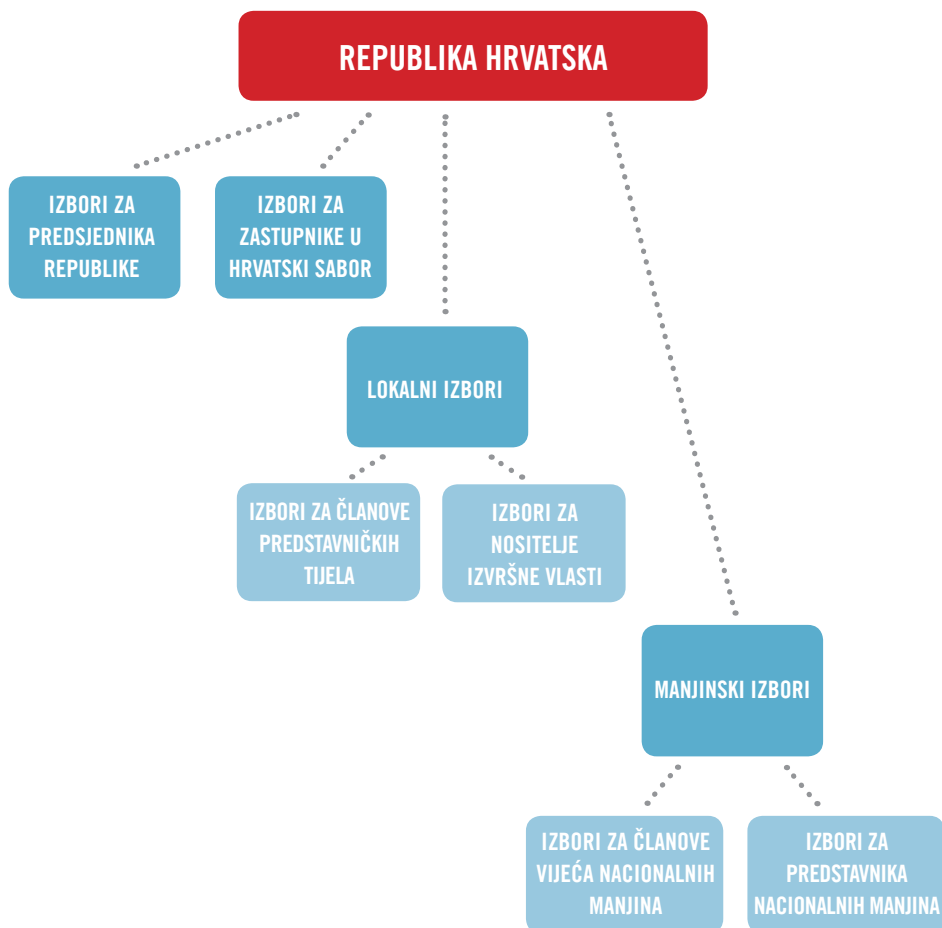 REPUBLIKA HRVATSKA
IZBORI ZA
PREDSJEDNIKA
REPUBLIKE
IZBORI ZA
ZASTUPNIKE U
HRVATSKI SABOR
LOKALNI IZBORI
IZBORI ZA ČLANOVE
PREDSTAVNIČKIH
TIJELA
IZBORI ZA
NOSITELJE
IZVRŠNE VLASTI
MANJINSKI IZBORI
IZBORI ZA ČLANOVE
VIJEĆA NACIONALNIH
MANJINA
IZBORI ZA
PREDSTAVNIKA
NACIONALNIH MANJINA